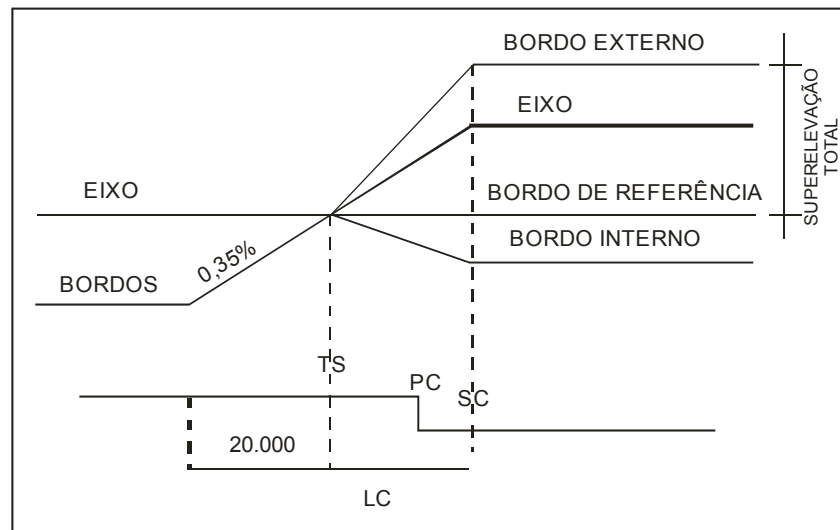 BORDO EXTERNO
EIXO
SUPERELEVAÇÃO
TOTAL
EIXO
BORDO DE REFERÊNCIA
BORDO INTERNO
0,35%
BORDOS
TS
PC
SC
20.000
LC